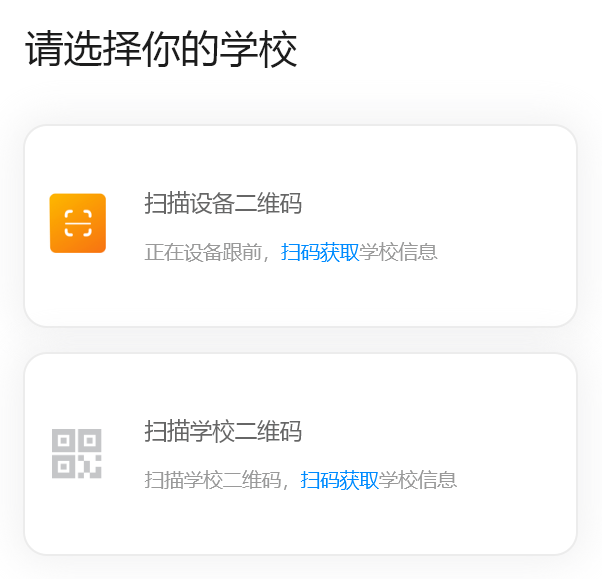 请选择你的学校
扫描设备二维码
正在设备跟前，扫码获取学校信息
扫描学校二维码
扫描学校二维码，扫码获取学校信息